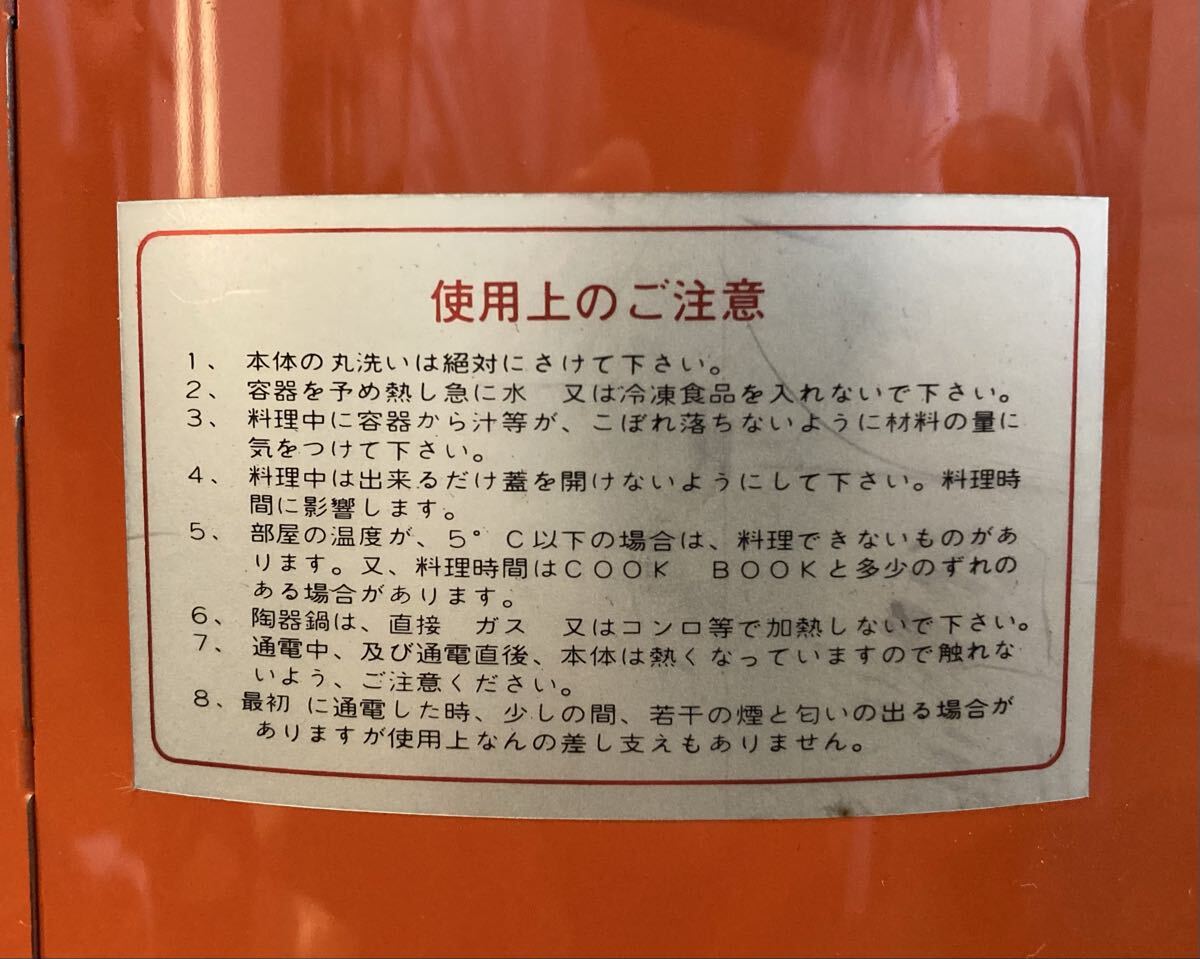 使用上のご注意
1、 本体の丸洗いは絶対にさけて下さい。
2、 容器を予め熱し急に水 又は冷凍食品を入れないで下さい。
3、 料理中に容器から汁等が、こぼれ落ちないように材料の量に
気をつけて下さい。
4、 料理中は出来るだけ蓋を開けないようにして下さい。料理時
間に影響します。
5、 部屋の温度が、5°C以下の場合は、料理できないものがあ
ります。又、料理時間はCOOK BOOKと多少のずれの
ある場合があります。
6、 陶器鍋は、直接 ガス 又はコンロ等で加熱しないで下さい。
7、 通電中、及び通電直後、本体は熱くなっていますので触れな
いよう、ご注意ください。
8、最初 に通電した時、少しの間、若干の煙と匂いの出る場合が
ありますが使用上なんの差し支えもありません。